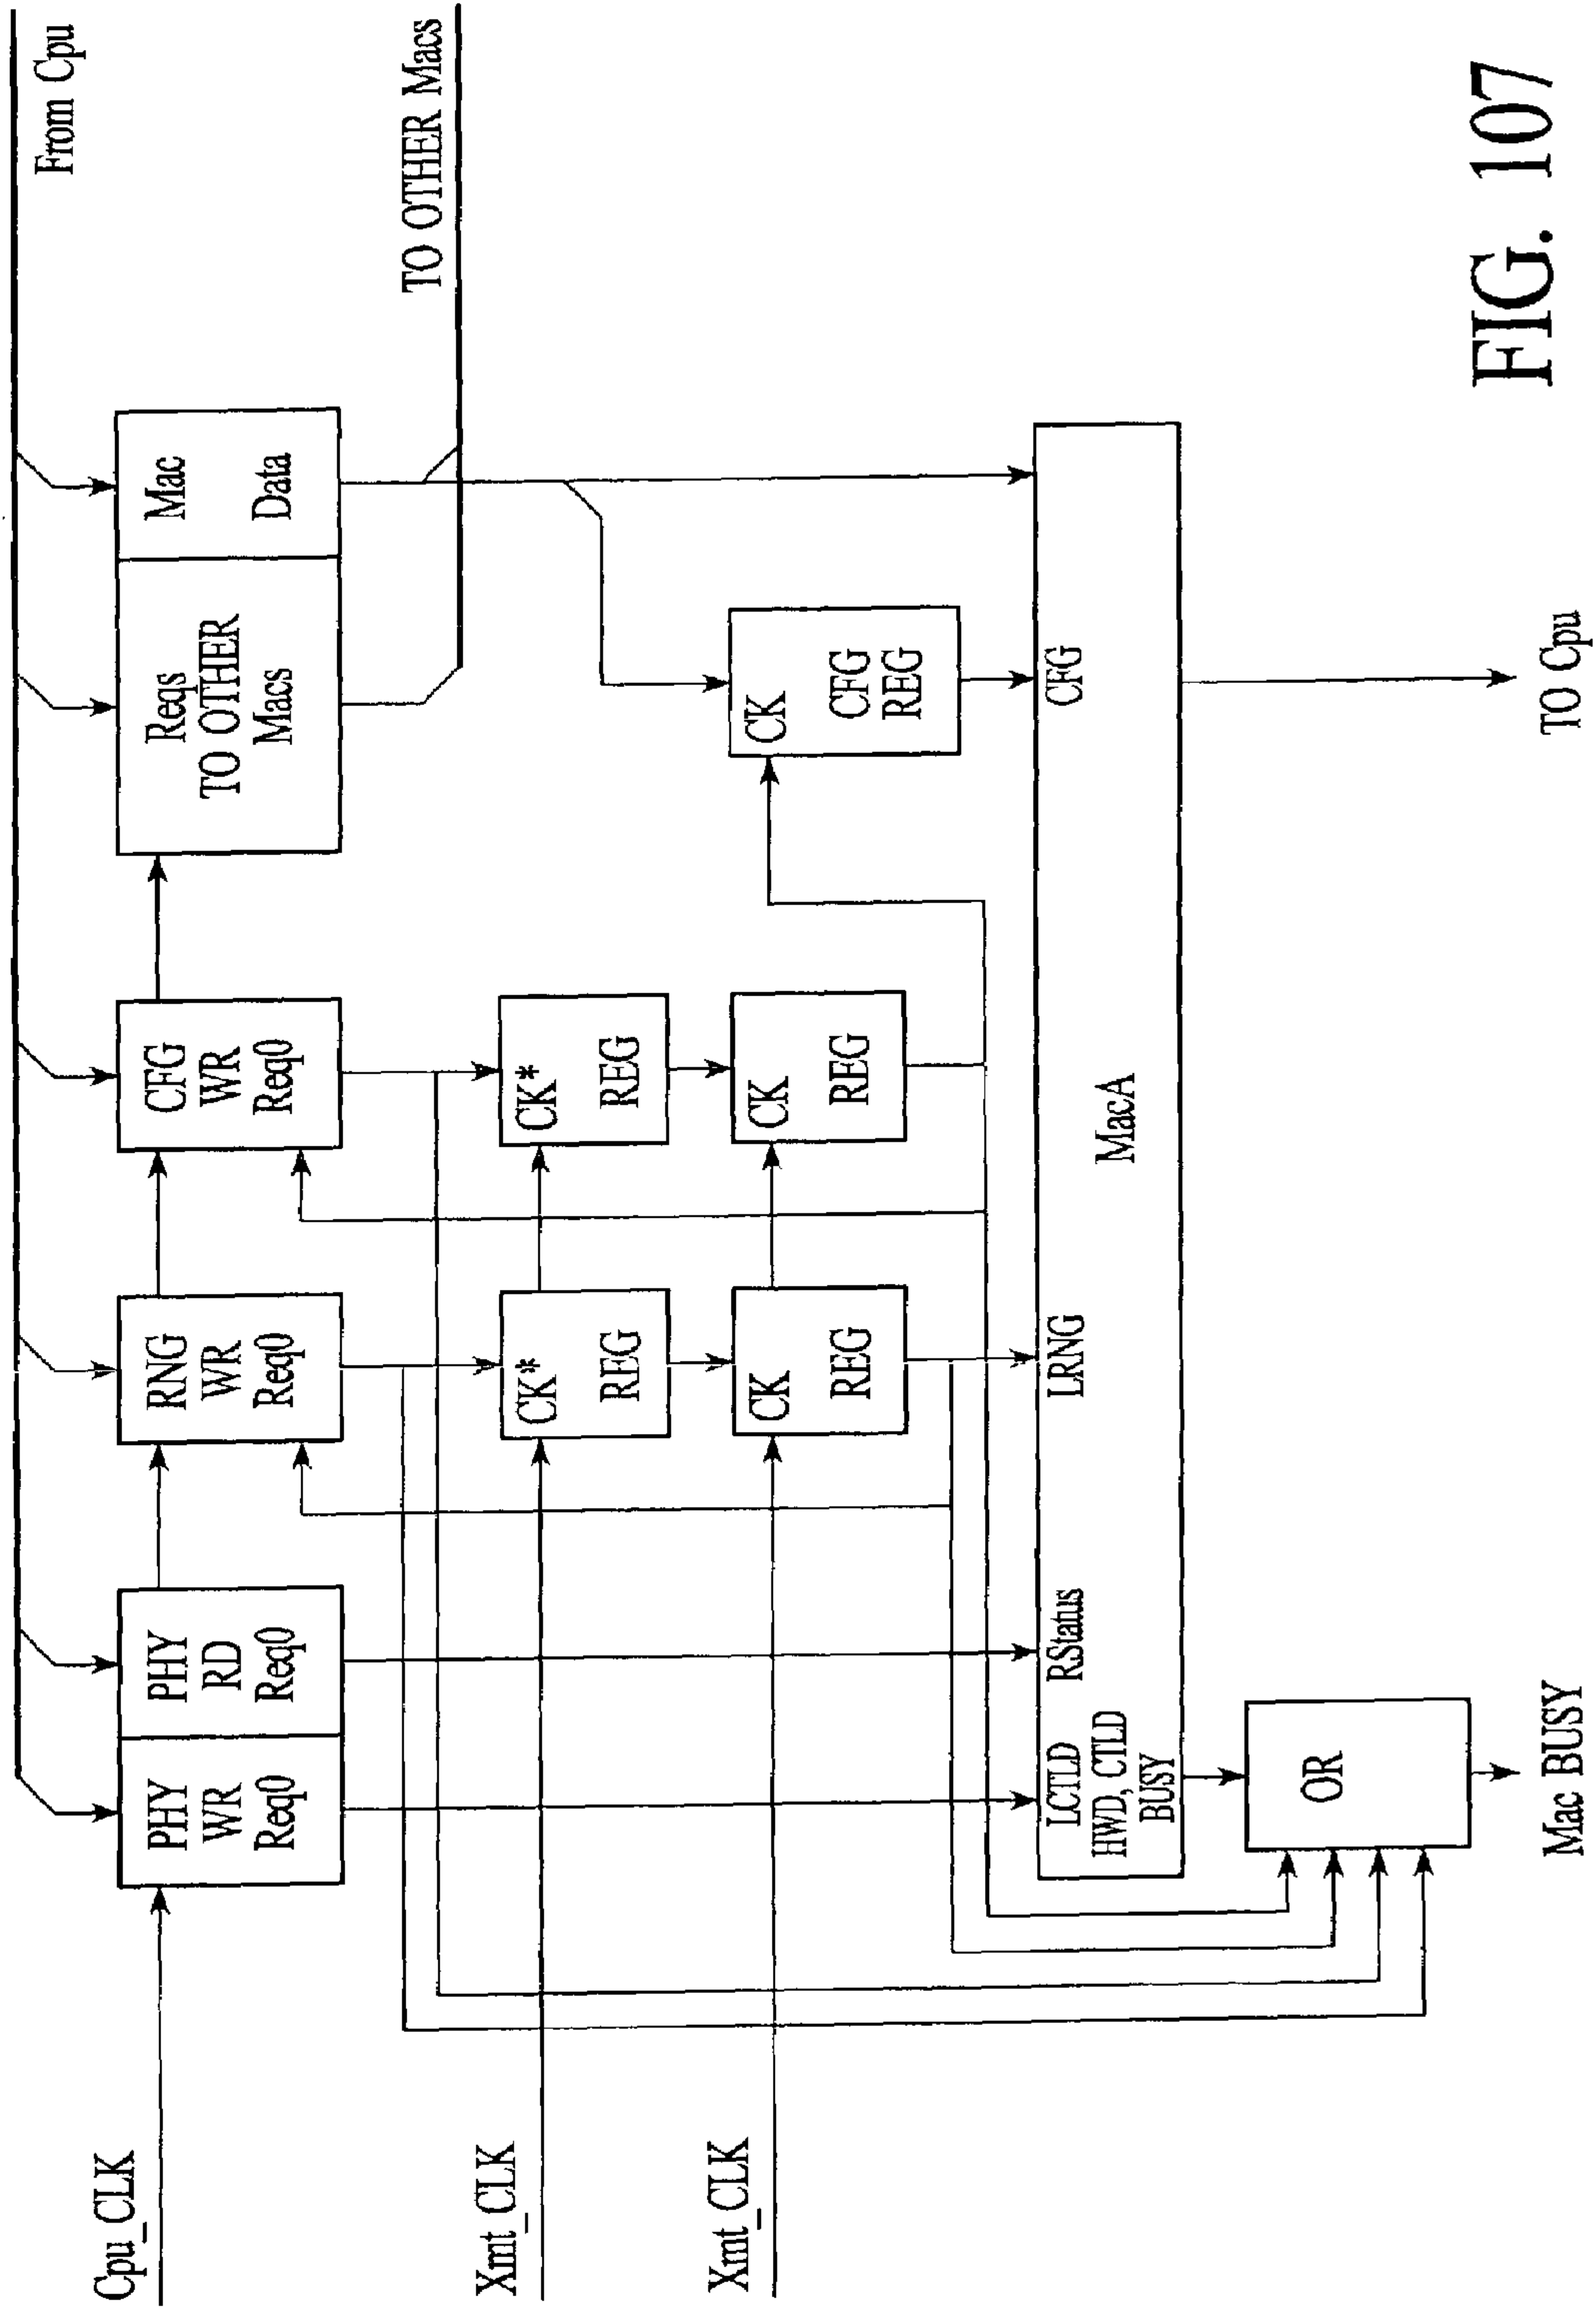 From Cpu
TO OTHER Macs
Cpu_CLK
PHY
WR
Req0
PHY
RD
Req0
RNG
WR
Req0
CFG
WR
Req0
Reqs
TO OTHER
Macs
Mac
Data
Xmt_CLK
CK*
REG
CK*
REG
Xmt_CLK
CK
REG
CK
REG
CK
CFG
REG
LCTLD
HWD, CTLD
BUSY
RStatus
LRNG
CFG
MacA
OR
Mac BUSY
TO Cpu
FIG. 107